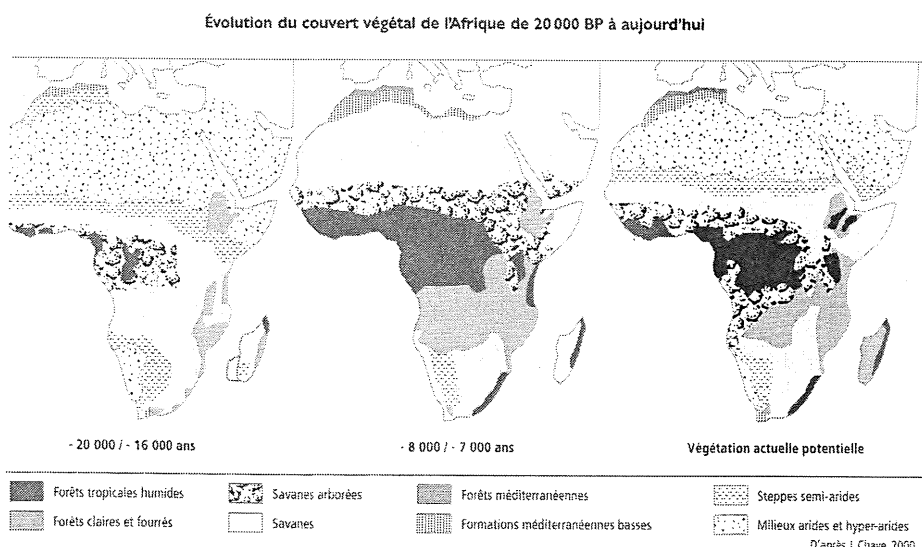 Évolution du couvert végétal de l'Afrique de 20 000 BP à aujourd'hui
- 20 000 / - 16 000 ans
- 8 000 / - 7 000 ans
Végétation actuelle potentielle
Forêts tropicales humides
Savanes arborées
Forêts méditerranéennes
Steppes semi-arides
Forêts claires et fourrés
Savanes
Formations méditerranéennes basses
Milieux arides et hyper-arides
D'après J. Chave, 2000